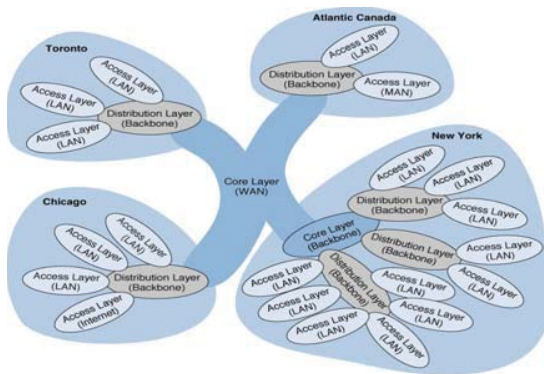 Toronto
Access Layer
(LAN)
Access Layer
(LAN)
Access Layer
(LAN)
Distribution Layer
(Backbone)
Atlantic Canada
Access Layer
(LAN)
Distribution Layer
(Backbone)
Access Layer
(MAN)
Core Layer
(WAN)
Chicago
Access Layer
(LAN)
Access Layer
(LAN)
Access Layer
(LAN)
Distribution Layer
(Backbone)
Access Layer
(Internet)
New York
Access Layer
(LAN)
Access Layer
(LAN)
Distribution Layer
(Backbone)
Access Layer
(LAN)
Core Layer
(Backbone)
Distribution Layer
(Backbone)
Access Layer
(LAN)
Access Layer
(LAN)
Distribution Layer
(Backbone)
Access Layer
(LAN)
Access Layer
(LAN)
Access Layer
(LAN)
Access Layer
(LAN)
Access Layer
(LAN)
Access Layer
(LAN)